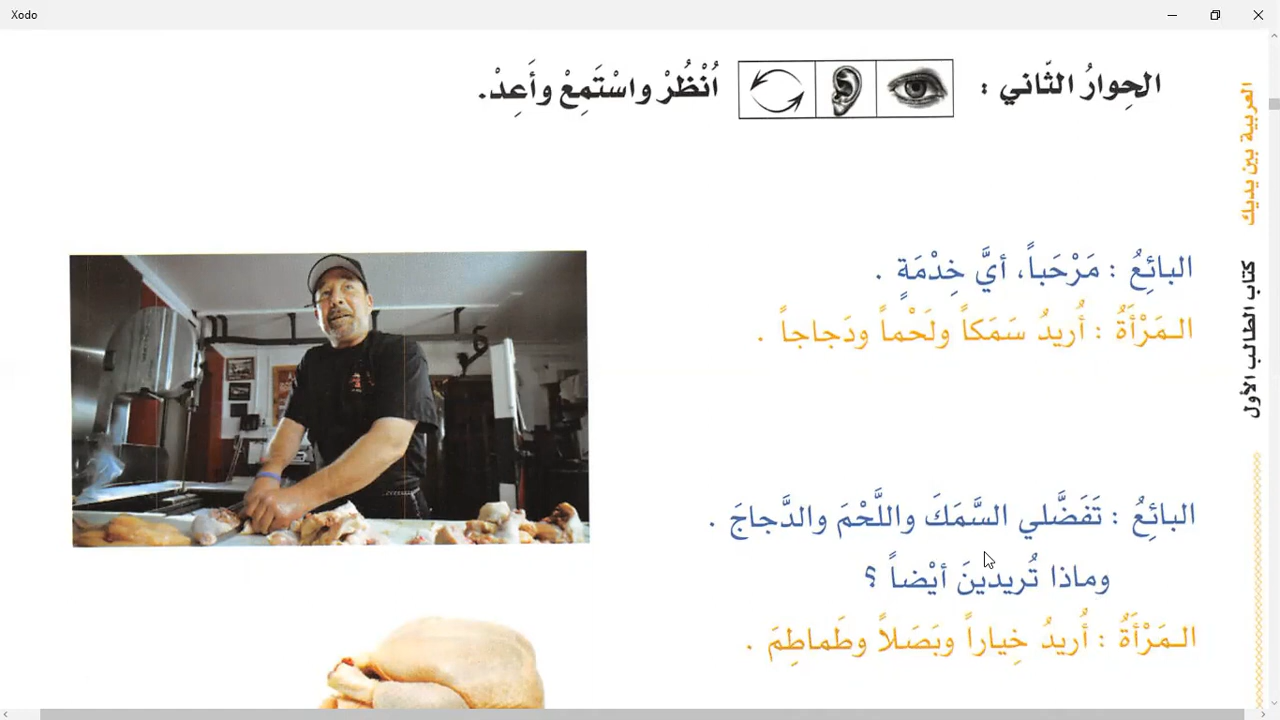 Xodo
الحِوارُ الثّاني :
اُنْظُرْ واسْتَمِعْ وأَعِدْ.
العربية بين يديك
كتاب الطالب الأول
البائِعُ : مَرْحَباً، أيَّ خِدْمَةٍ .
الـمَرْأَةُ : أُريدُ سَمَكاً ولَحْماً ودَجاجاً .
البائِعُ : تَفَضَّلي السَّمَكَ واللَّحْمَ والدَّجاجَ .
وماذا تُريدينَ أيْضاً ؟
الـمَرْأَةُ : أُريدُ خِياراً وبَصَلاً وطَماطِمَ .